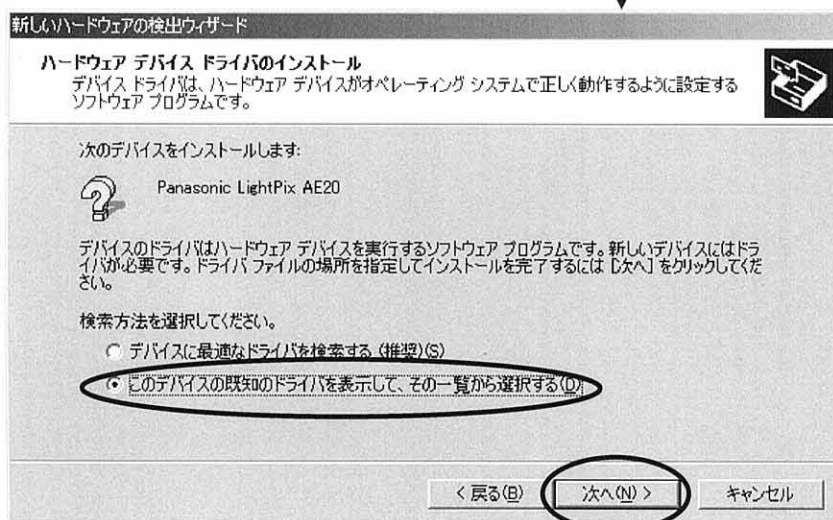 新しいハードウェアの検出ウィザード
ハードウェア デバイス ドライバのインストール
デバイス ドライバは、ハードウェア デバイスがオペレーティング システムで正しく動作するように設定する
ソフトウェア プログラムです。
次のデバイスをインストールします:
Panasonic LightPix AE20
デバイスのドライバはハードウェア デバイスを実行するソフトウェア プログラムです。新しいデバイスにはドラ
イバが必要です。ドライバ ファイルの場所を指定してインストールを完了するには [次へ] をクリックしてくだ
さい。
検索方法を選択してください。
デバイスに最適なドライバを検索する (推奨)(S)
このデバイスの既知のドライバを表示して、その一覧から選択する(D)
< 戻る(B)
次へ(N) >
キャンセル